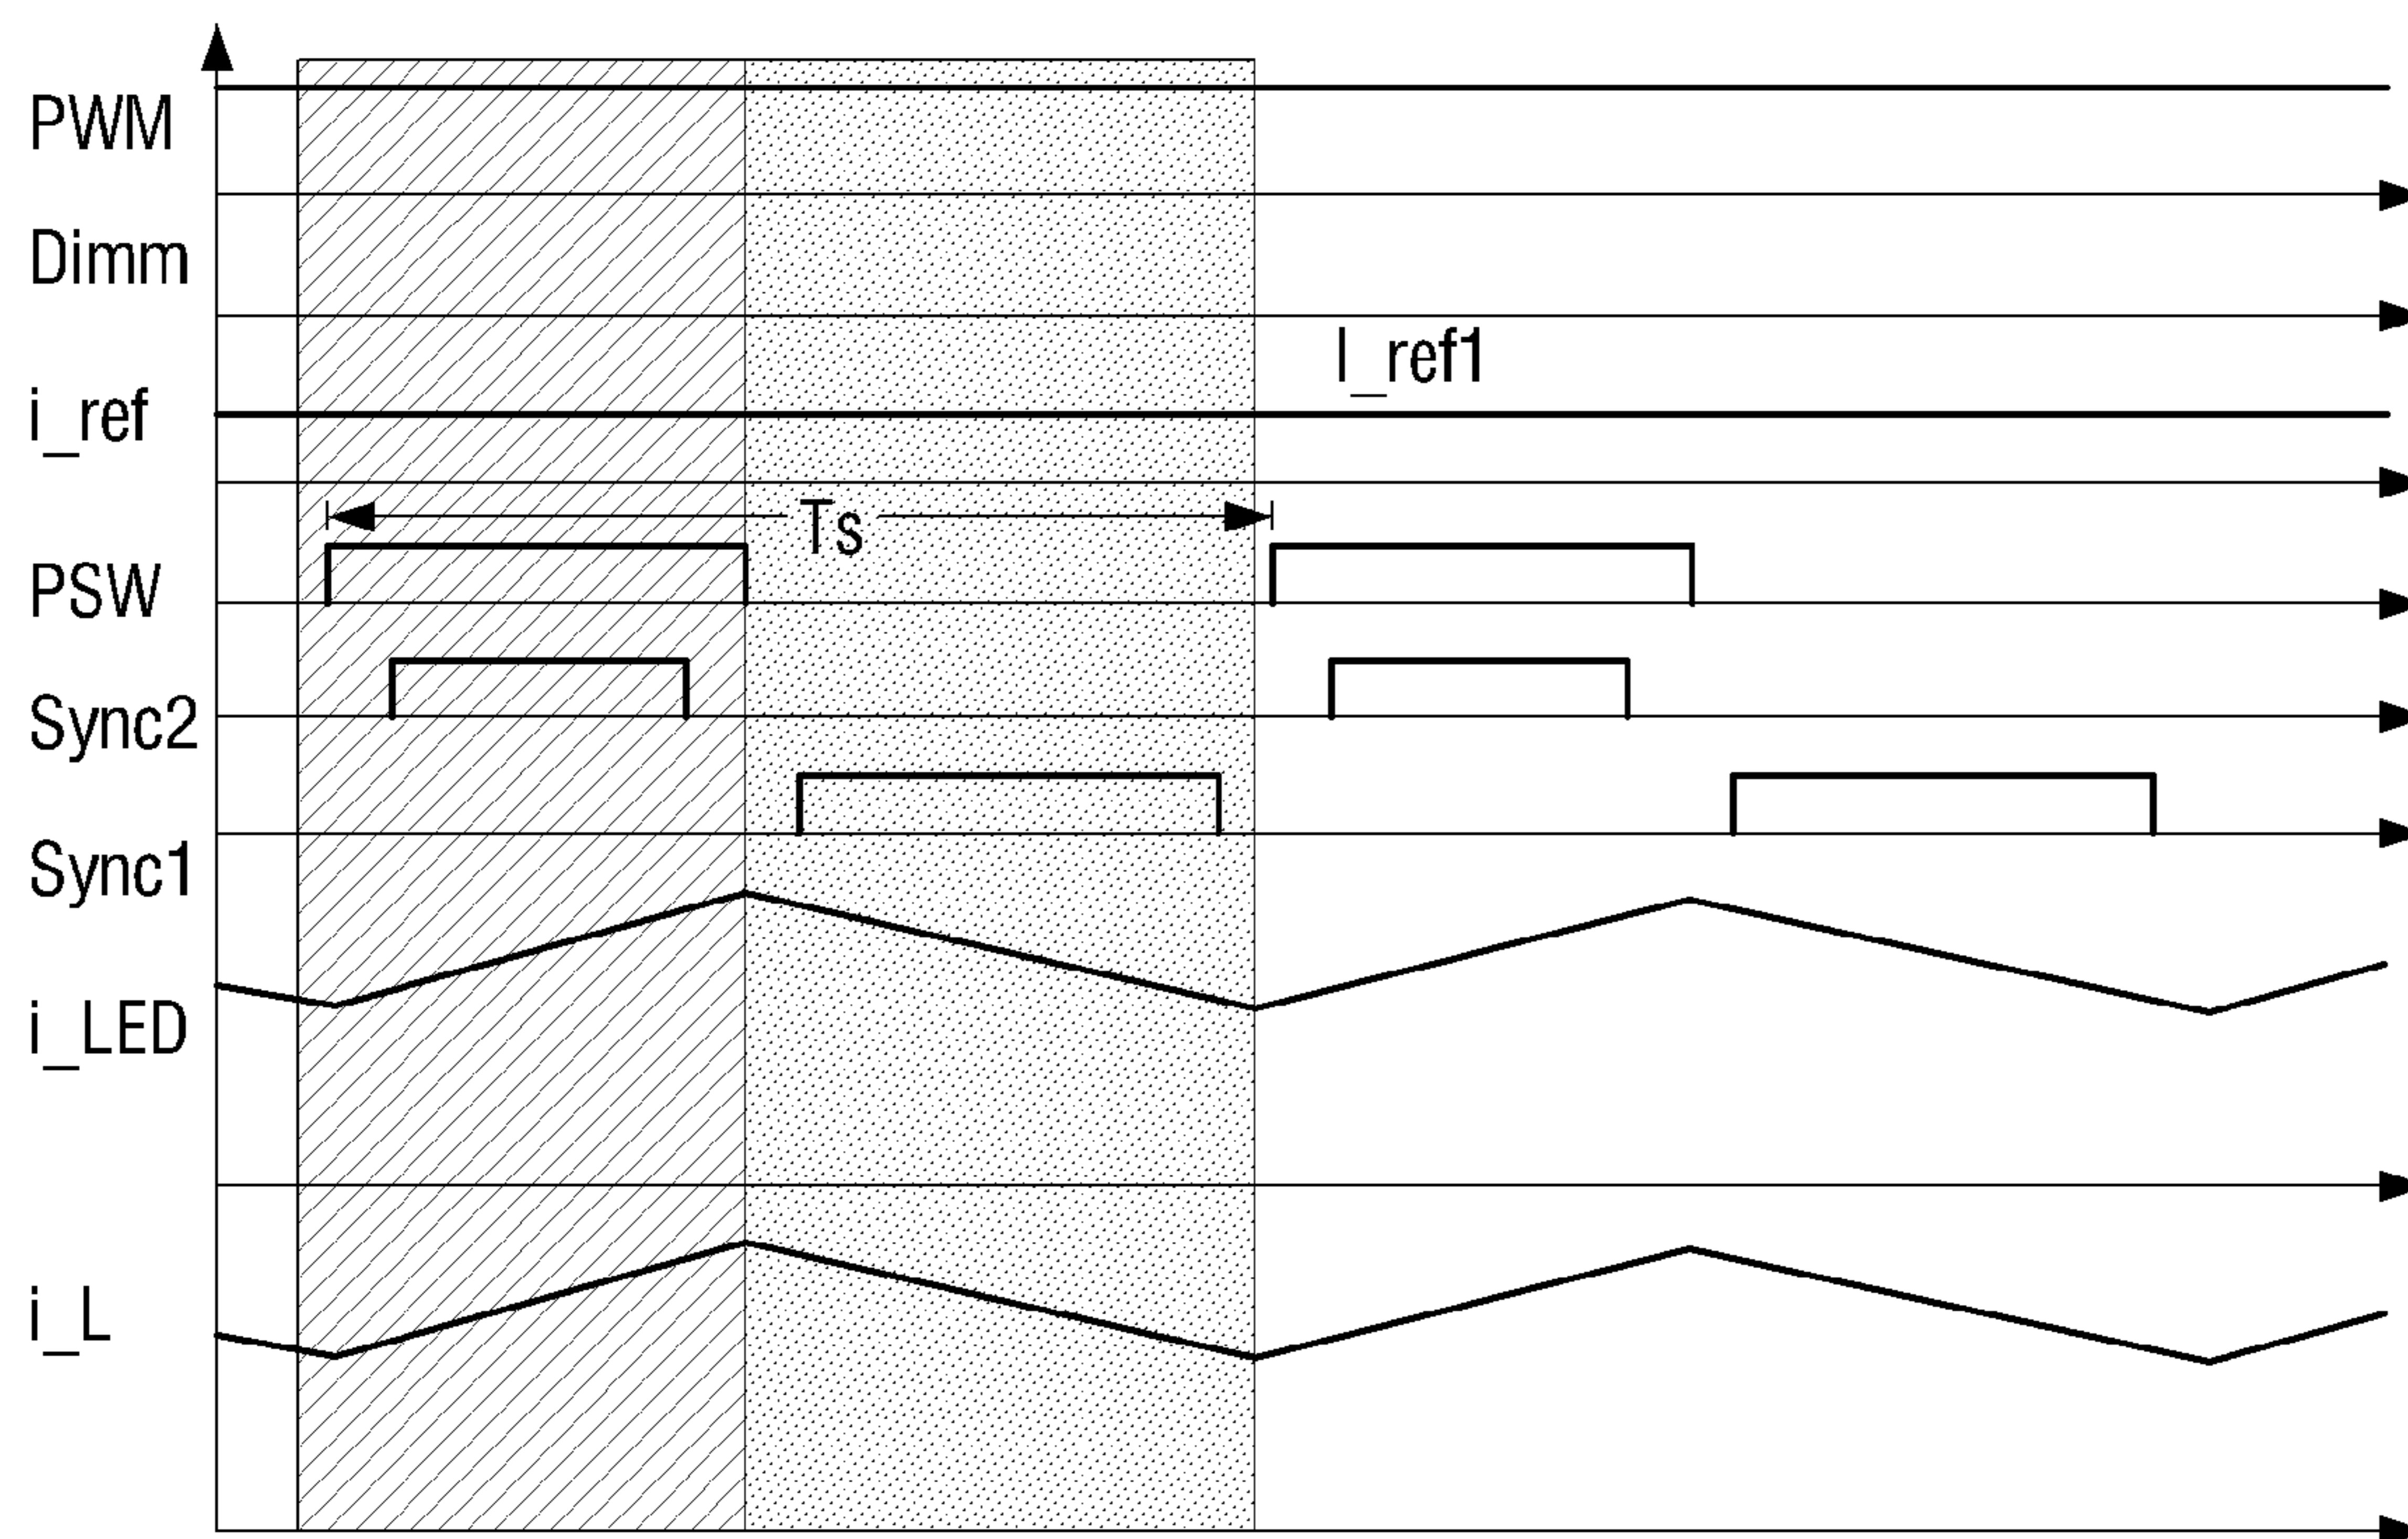 PWM
Dimm
I_ref1
i_ref
Ts
PSW
Sync2
Sync1
i_LED
i_L